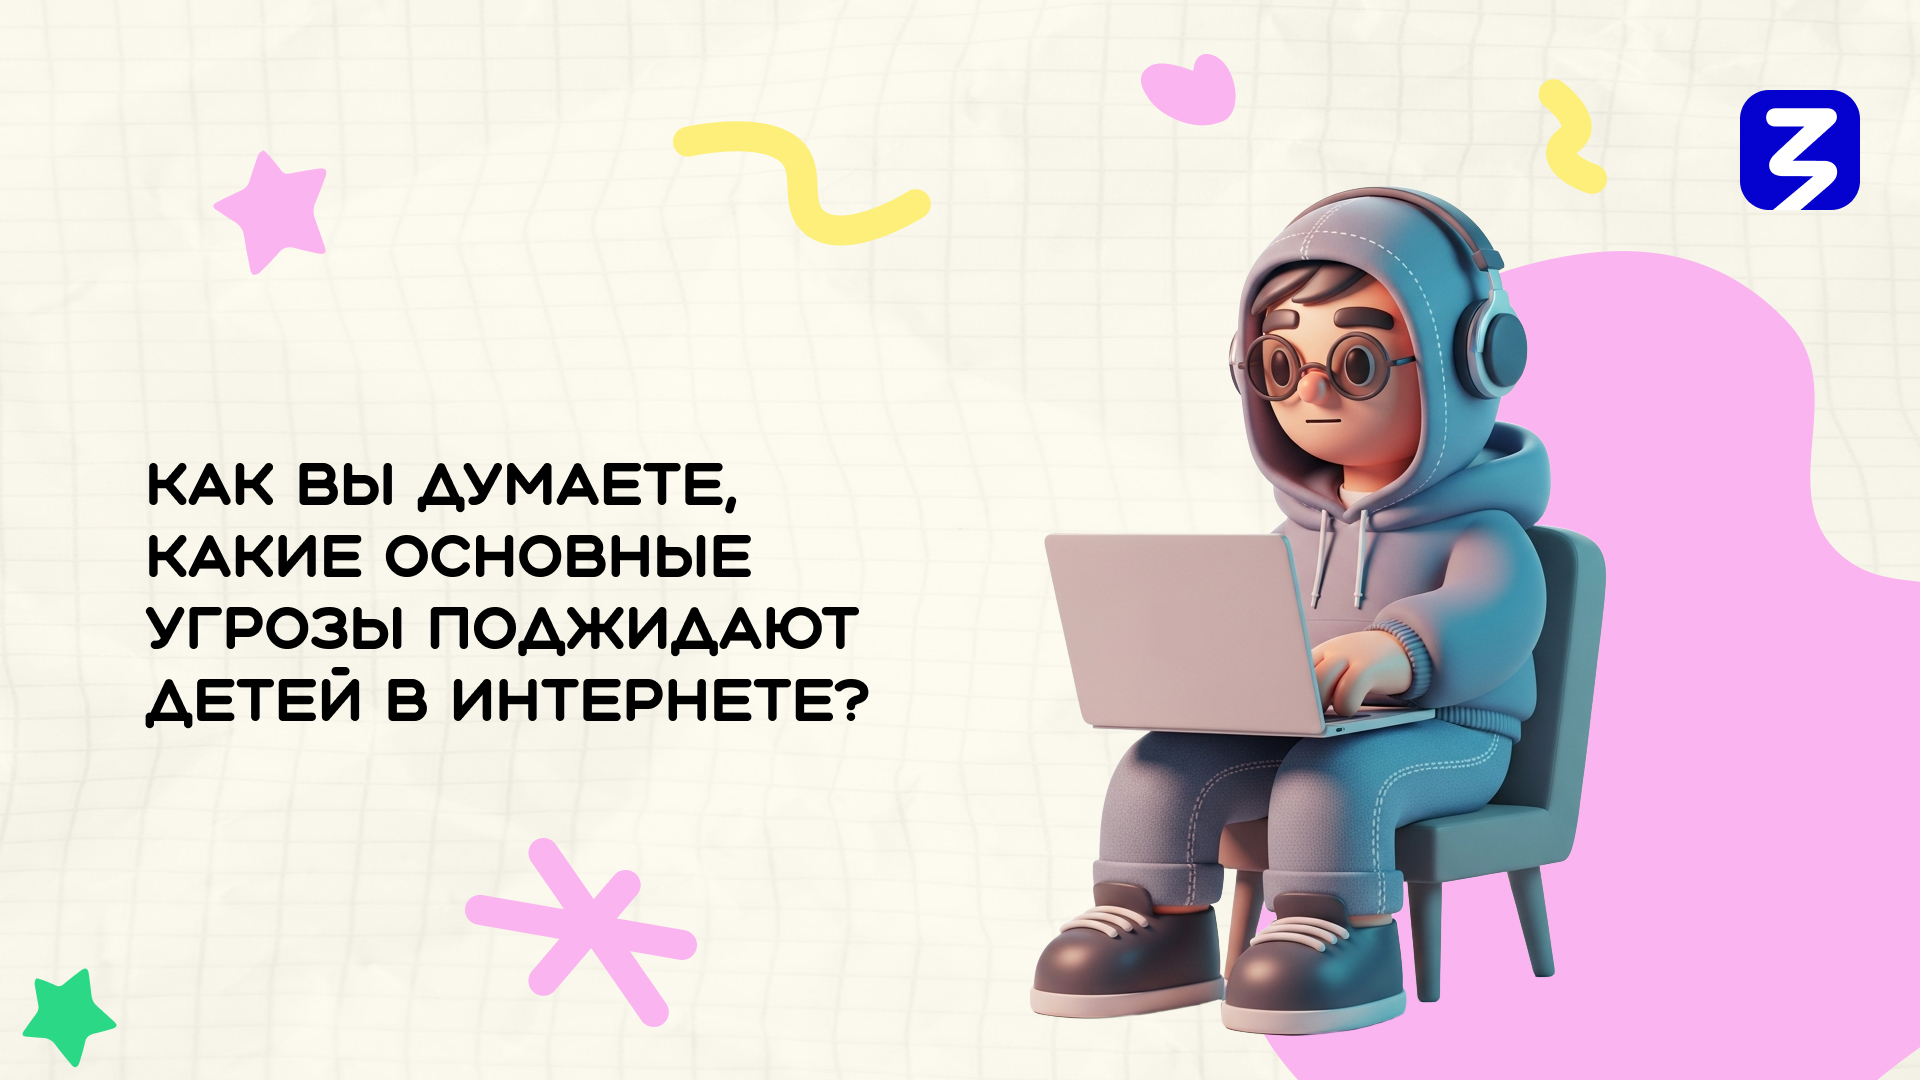 КАК ВЫ ДУМАЕТЕ,
КАКИЕ ОСНОВНЫЕ
УГРОЗЫ ПОДЖИДАЮТ
ДЕТЕЙ В ИНТЕРНЕТЕ?